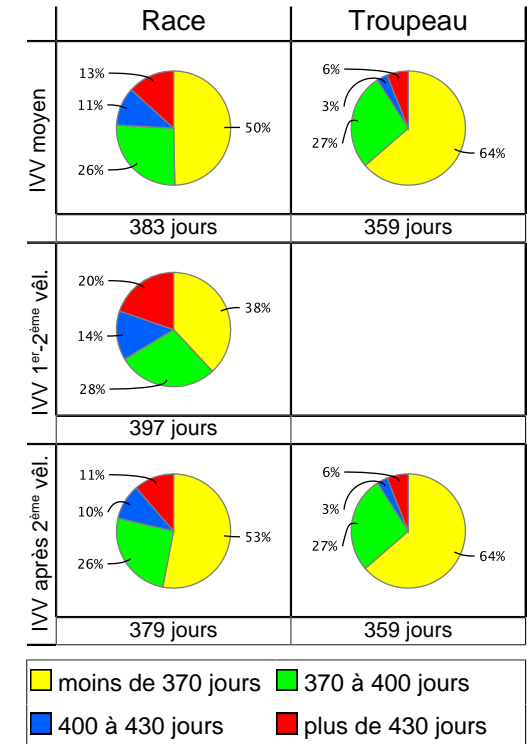 Race Troupeau
IVV moyen
13%
11%
26%
50%
6%
3%
27%
64%
383 jours 359 jours
IVV 1er-2ème vêl.
20%
14%
28%
38%
397 jours
IVV après 2ème vêl.
11%
10%
26%
53%
6%
3%
27%
64%
379 jours 359 jours
moins de 370 jours 370 à 400 jours
400 à 430 jours plus de 430 jours